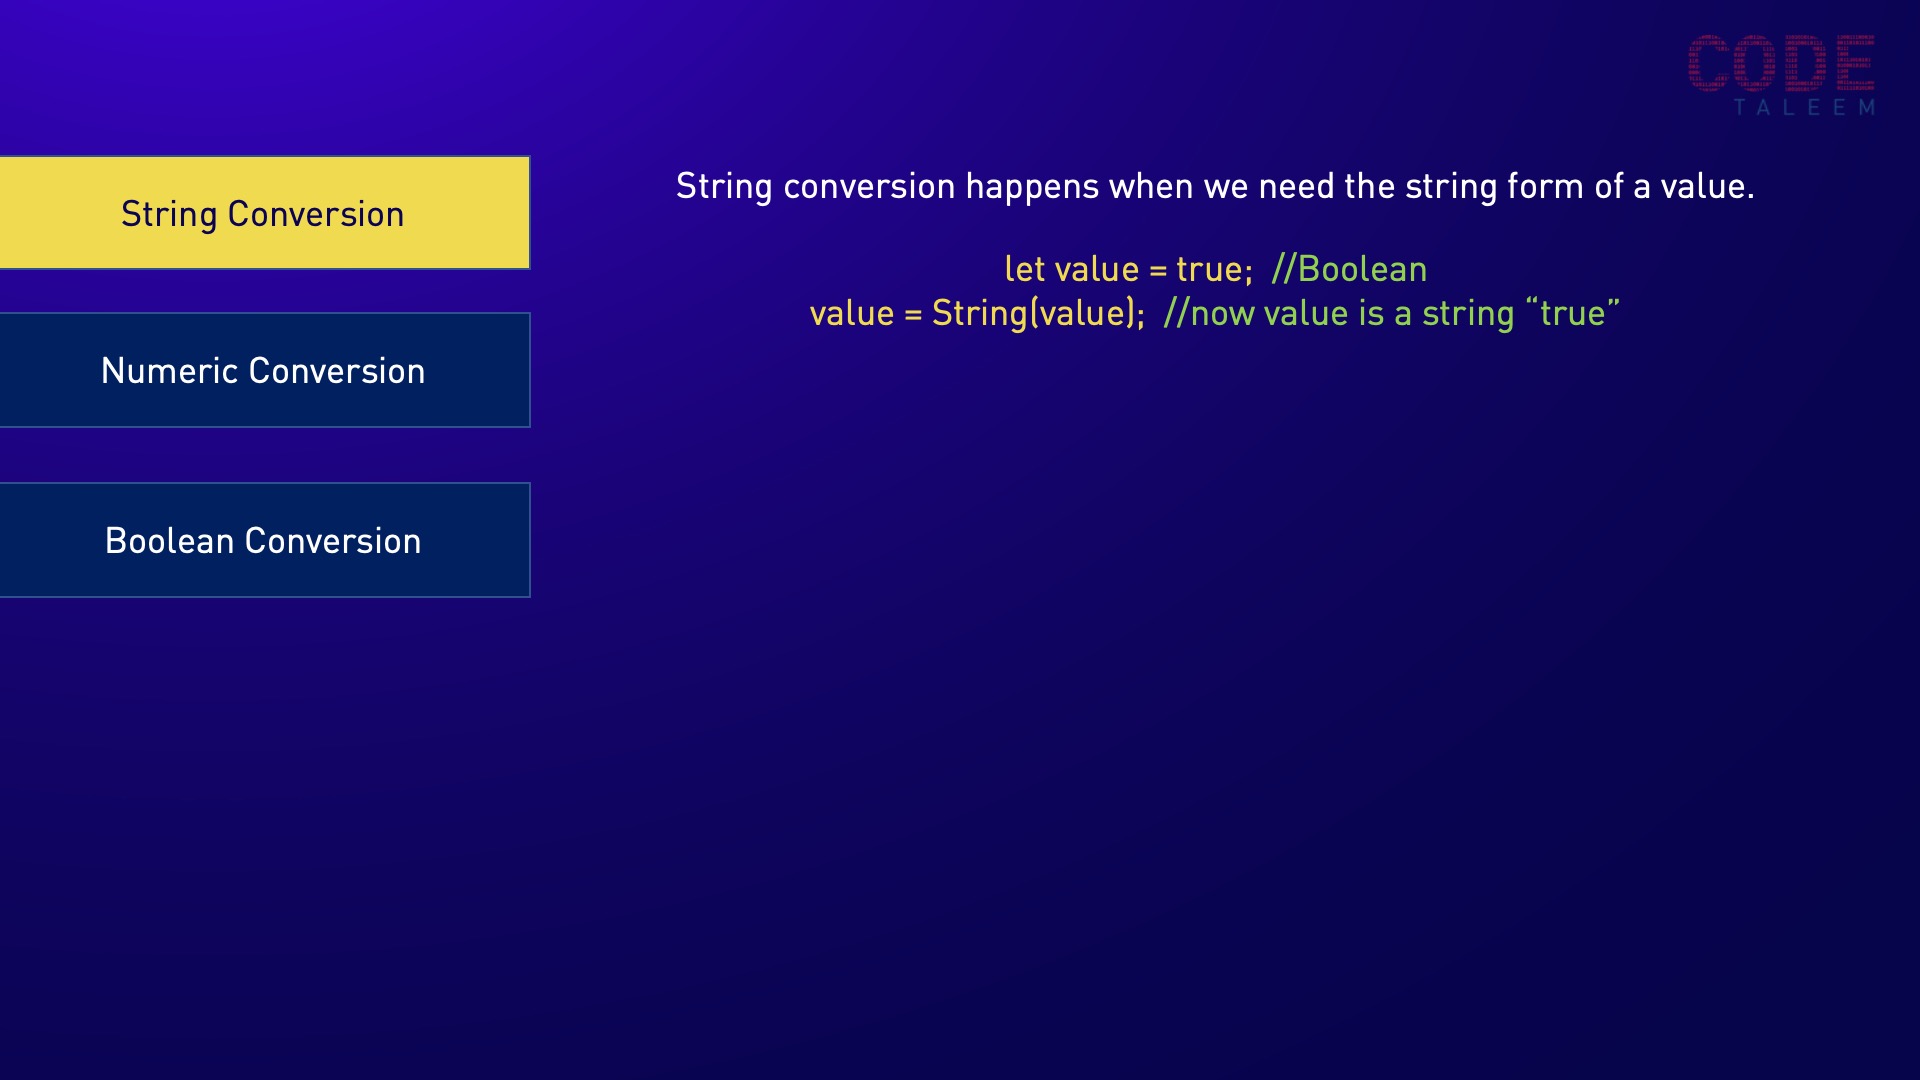 CODE
TALEEM
String Conversion
Numeric Conversion
Boolean Conversion
String conversion happens when we need the string form of a value.
let value = true; //Boolean
value = String(value); //now value is a string “true”